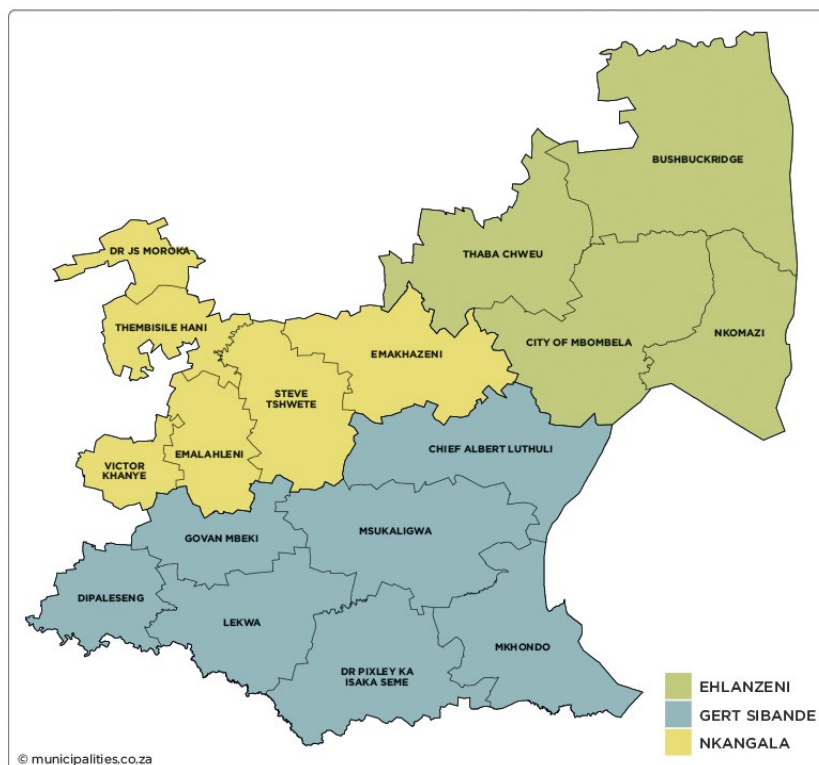 BUSHBUCKRIDGE
THABA CHWEU
DR JS MOROKA
THEMBISILE HANI
NKOMAZI
CITY OF MBOMBELA
EMAKHAZENI
STEVE
TSHWETE
CHIEF ALBERT LUTHULI
EMALAHLENI
VICTOR
KHANYE
MSUKALIGWA
GOVAN MBEKI
DIPALESENG
LEKWA
MKHONDO
DR PIXLEY KA
ISAKA SEME
EHLANZENI
GERT SIBANDE
NKANGALA
© municipalities.co.za